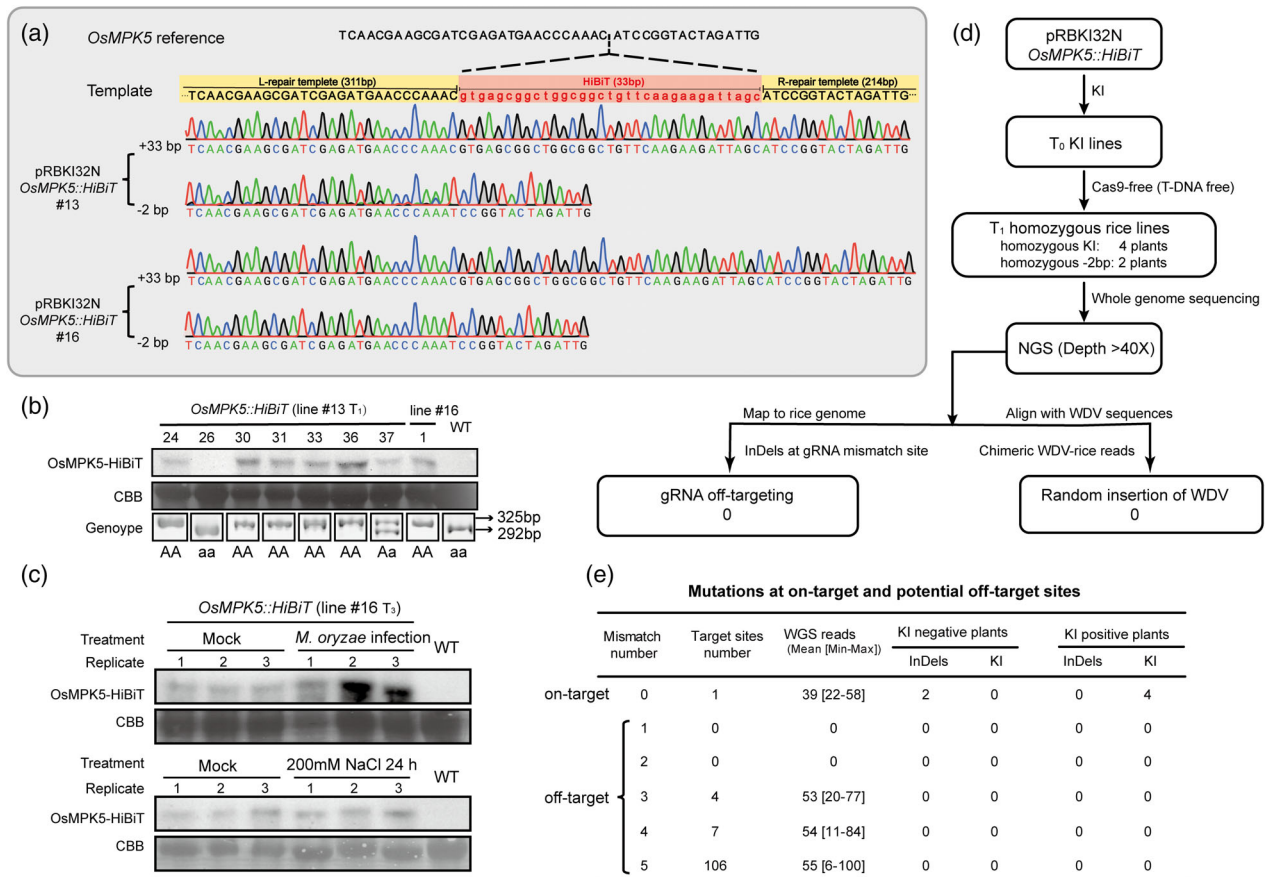 (a)
OsMPK5 reference TCAACGAAGCGATCGAGATGAACCCAAACATCCGGTACTAGATTG
L-repair templete (311bp) HiBiT (33bp) R-repair templete (214bp)
Template ···TCAACGAAGCGATCGAGATGAACCCAAACgtgagcggctggcggctgttcaagaagattagcATCCGGTACTAGATTG···
+33 bp TCAACGAAGCGATCGAGATGAACCCAAACGTGAGCGGCTGGCGGCTGTTCAAGAAGATTAGCATCCGGTACTAGATTG
pRBKI32N
OsMPK5::HiBiT
#13
-2 bp TCAACGAAGCGATCGAGATGAACCCAAATCCGGTACTAGATTG
+33 bp TCAACGAAGCGATCGAGATGAACCCAAACGTGAGCGGCTGGCGGCTGTTCAAGAAGATTAGCATCCGGTACTAGATTG
pRBKI32N
OsMPK5::HiBiT
#16
-2 bp TCAACGAAGCGATCGAGATGAACCCAAATCCGGTACTAGATTG
(b)
OsMPK5::HiBiT (line #13 T1) line #16 WT
24 26 30 31 33 36 37 1
OsMPK5-HiBiT
CBB
Genoype 325bp
292bp
AA aa AA AA AA AA Aa AA aa
(c)
OsMPK5::HiBiT (line #16 T3)
Treatment Mock M. oryzae infection WT
Replicate 1 2 3 1 2 3
OsMPK5-HiBiT
CBB
Treatment Mock 200mM NaCl 24 h WT
Replicate 1 2 3 1 2 3
OsMPK5-HiBiT
CBB
(d)
pRBKI32N
OsMPK5::HiBiT
KI
T0 KI lines
Cas9-free (T-DNA free)
T1 homozygous rice lines
homozygous KI: 4 plants
homozygous -2bp: 2 plants
Whole genome sequencing
NGS (Depth >40X)
Map to rice genome Align with WDV sequences
InDels at gRNA mismatch site Chimeric WDV-rice reads
gRNA off-targeting
0
Random insertion of WDV
0
(e)
Mutations at on-target and potential off-target sites
Mismatch number Target sites number WGS reads (Mean [Min-Max]) KI negative plants KI positive plants
InDels KI InDels KI
on-target 0 1 39 [22-58] 2 0 0 4
1 0 0 0 0 0 0
2 0 0 0 0 0 0
off-target 3 4 53 [20-77] 0 0 0 0
4 7 54 [11-84] 0 0 0 0
5 106 55 [6-100] 0 0 0 0